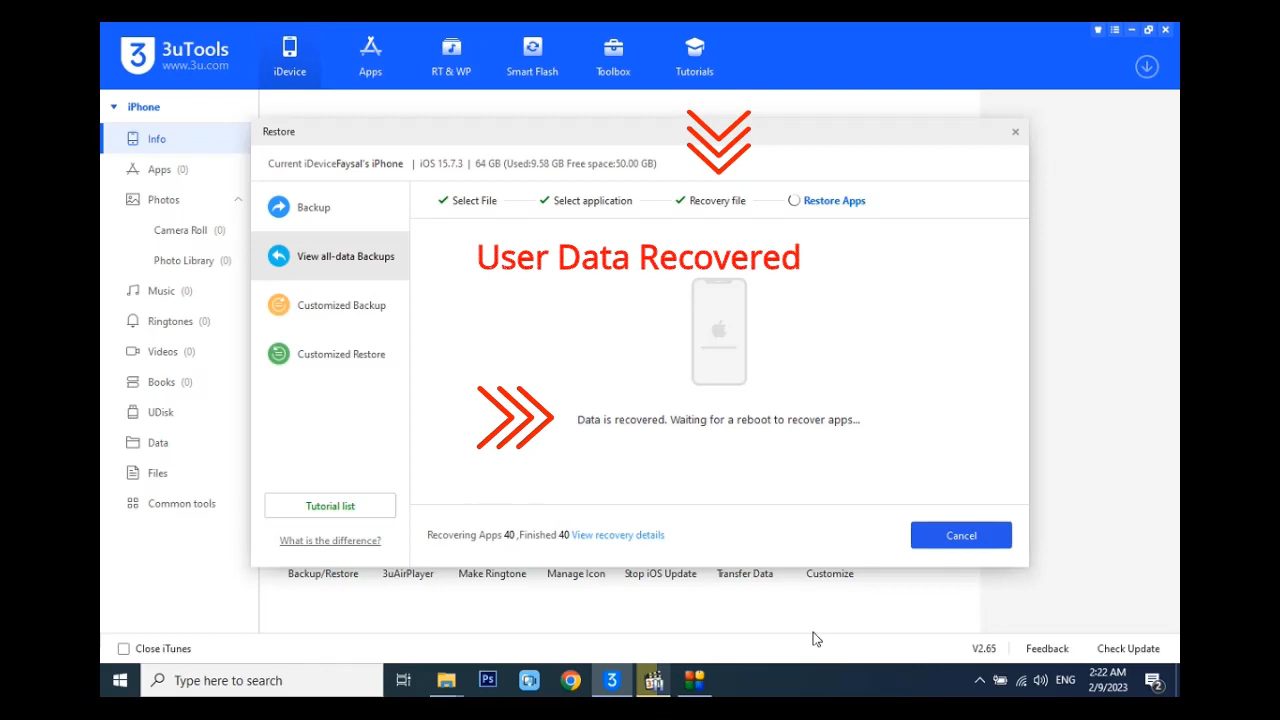 3 3uTools
www.3u.com
iDevice
Apps
RT & WP
Smart Flash
Toolbox
Tutorials
iPhone
Info
Apps (0)
Photos
Camera Roll (0)
Photo Library (0)
Music (0)
Ringtones (0)
Videos (0)
Books (0)
UDisk
Data
Files
Common tools
Restore
Current iDeviceFaysal's iPhone | iOS 15.7.3 | 64 GB (Used:9.58 GB Free space:50.00 GB)
Backup
View all-data Backups
Customized Backup
Customized Restore
Tutorial list
What is the difference?
Select File
Select application
Recovery file
Restore Apps
User Data Recovered
Data is recovered. Waiting for a reboot to recover apps...
Recovering Apps 40 ,Finished 40 View recovery details
Cancel
Backup/Restore
3uAirPlayer
Make Ringtone
Manage Icon
Stop iOS Update
Transfer Data
Customize
Close iTunes
V2.65
Feedback
Check Update
Type here to search
Ps
3
ENG
2:22 AM
2/9/2023
2